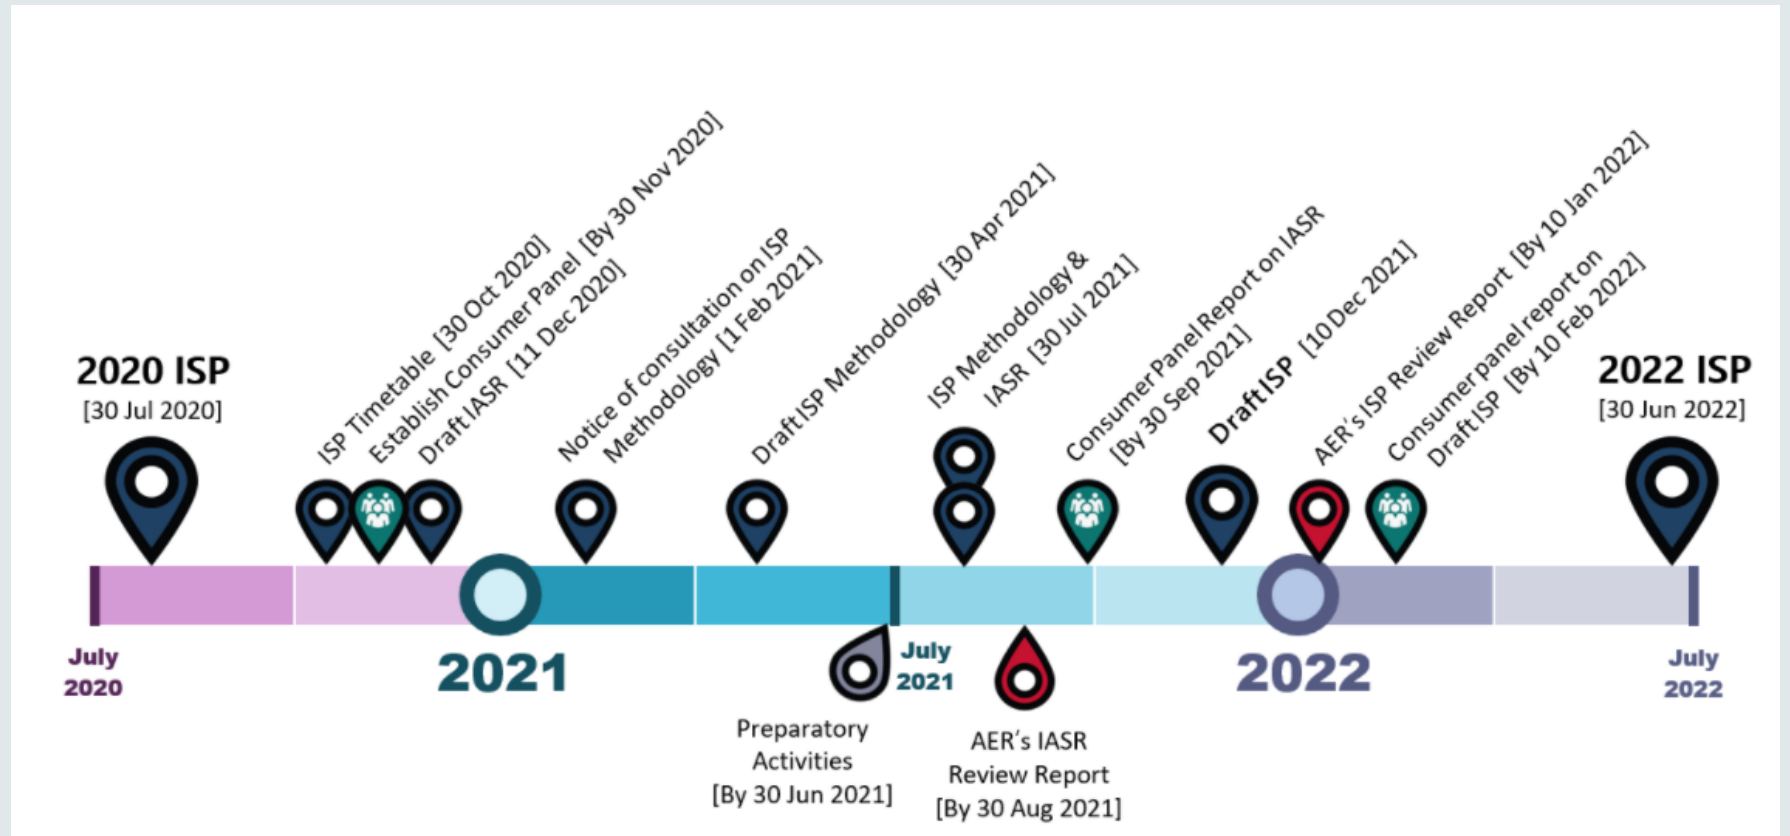 2020 ISP
[30 Jul 2020]
ISP Timetable [30 Oct 2020]
Establish Consumer Panel [By 30 Nov 2020]
Draft IASR [11 Dec 2020]
Notice of consultation on ISP
Methodology [1 Feb 2021]
Draft ISP Methodology [30 Apr 2021]
ISP Methodology &
IASR [30 Jul 2021]
Consumer Panel Report on IASR
[By 30 Sep 2021]
Draft ISP [10 Dec 2021]
AER's ISP Review Report [By 10 Jan 2022]
Consumer panel report on
Draft ISP [By 10 Feb 2022]
2022 ISP
[30 Jun 2022]
July
2020
2021
July
2021
2022
July
2022
Preparatory
Activities
[By 30 Jun 2021]
AER's IASR
Review Report
[By 30 Aug 2021]